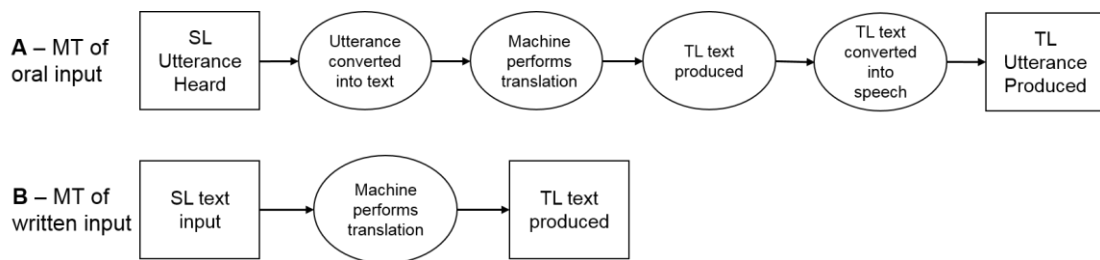 A – MT of
oral input
SL
Utterance
Heard
Utterance
converted
into text
Machine
performs
translation
TL text
produced
TL text
converted
into
speech
TL
Utterance
Produced
B – MT of
written input
SL text
input
Machine
performs
translation
TL text
produced